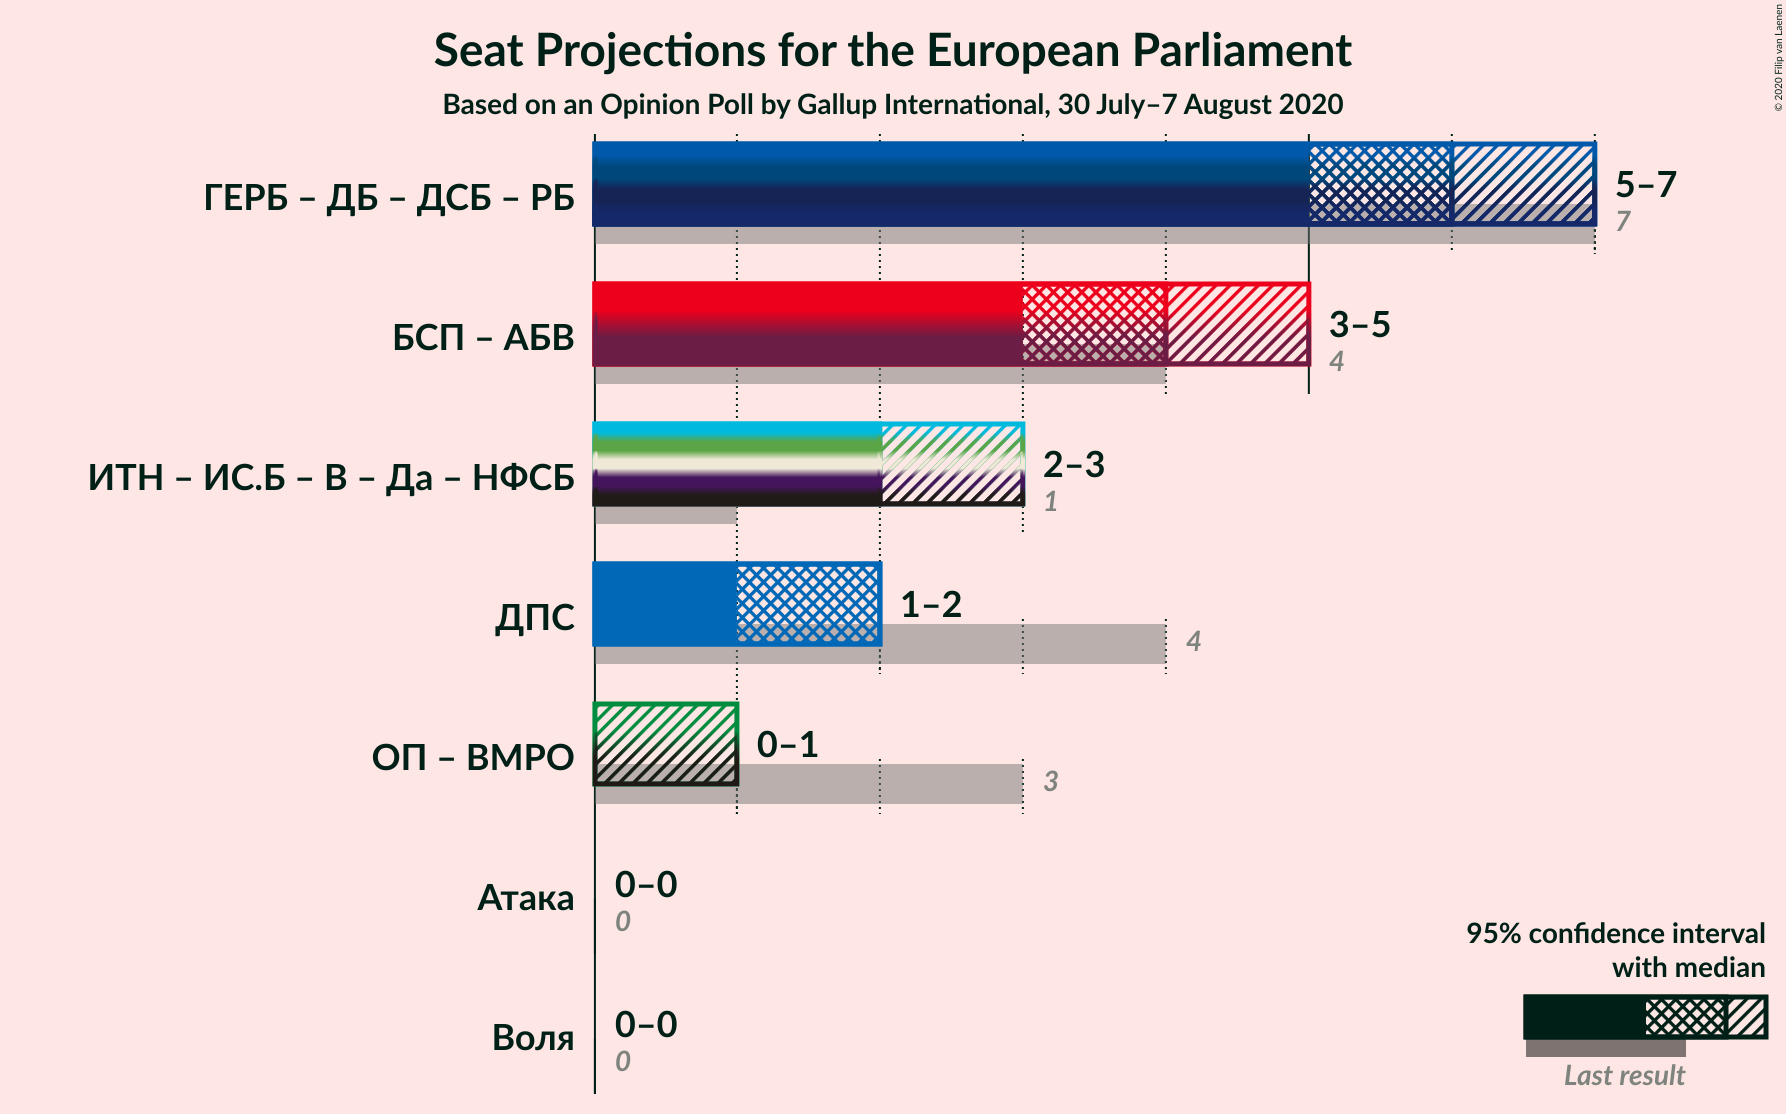 Seat Projections for the European Parliament
Based on an Opinion Poll by Gallup International, 30 July–7 August 2020
© 2020 Filip van Laenen
ГЕРБ – ДБ – ДСБ – РБ
5–7
7
БСП – АБВ
3–5
4
ИТН – ИС.Б – В – Да – НФСБ
2–3
1
ДПС
1–2
4
ОП – ВМРО
0–1
3
Атака
0–0
0
Воля
0–0
0
95% confidence interval
with median
Last result